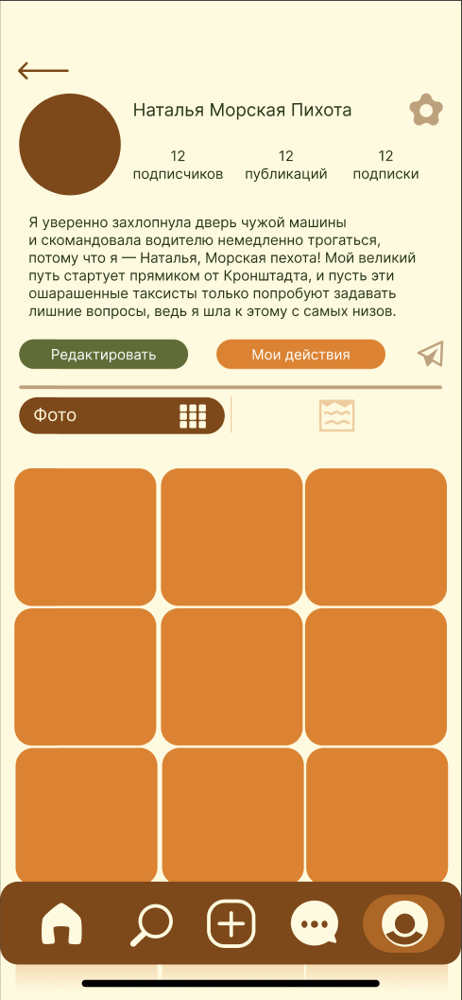 Наталья Морская Пихота
12 12 12
подписчиков публикаций подписки
Я уверенно захлопнула дверь чужой машины
и скомандовала водителю немедленно трогаться,
потому что я — Наталья, Морская пехота! Мой великий
путь стартует прямиком от Кронштадта, и пусть эти
ошарашенные таксисты только попробуют задавать
лишние вопросы, ведь я шла к этому с самых низов.
Редактировать Мои действия
Фото